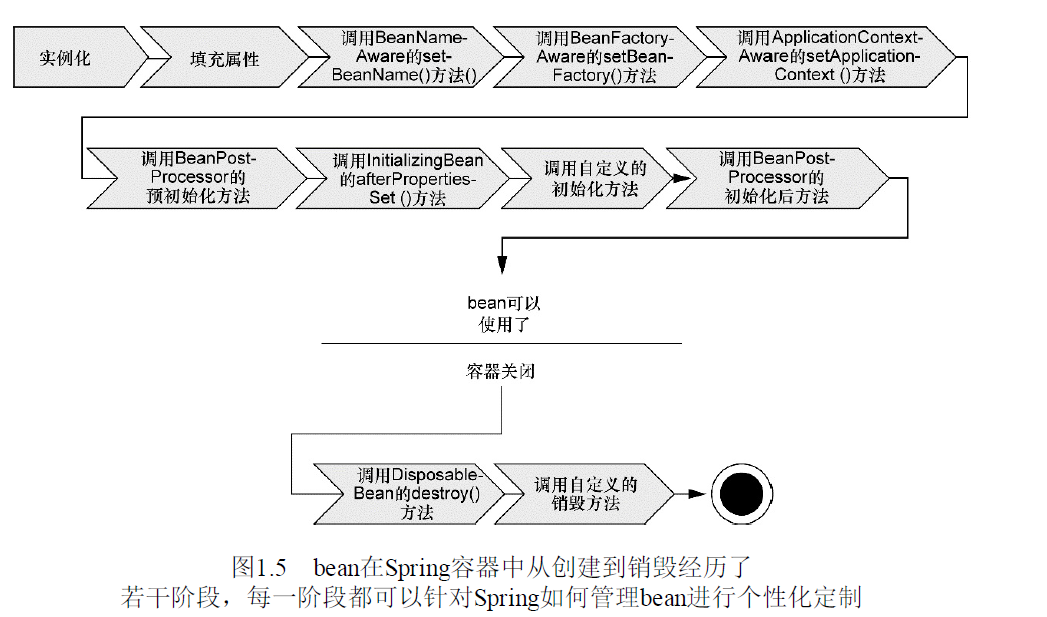 实例化
填充属性
调用BeanName-
Aware的set-
BeanName()方法()
调用BeanFactory-
Aware的setBean-
Factory()方法
调用ApplicationContext-
Aware的setApplication-
Context ()方法
调用BeanPost-
Processor的
预初始化方法
调用InitializingBean
的afterProperties-
Set ()方法
调用自定义的
初始化方法
调用BeanPost-
Processor的
初始化后方法
bean可以
使用了
容器关闭
调用Disposable-
Bean的destroy()
方法
调用自定义的
销毁方法
图1.5 bean在Spring容器中从创建到销毁经历了
若干阶段，每一阶段都可以针对Spring如何管理bean进行个性化定制